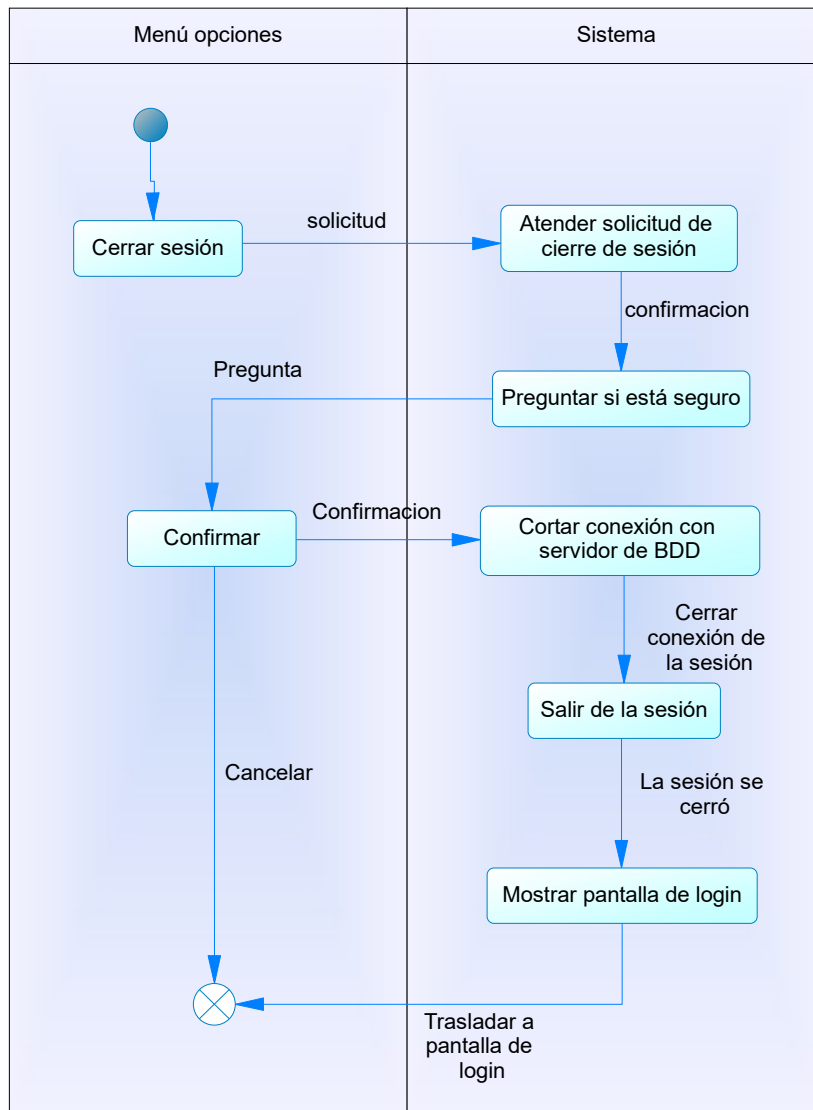 Menú opciones
Sistema
solicitud
Cerrar sesión
Atender solicitud de
cierre de sesión
confirmacion
Pregunta
Preguntar si está seguro
Confirmar
Confirmacion
Cortar conexión con
servidor de BDD
Cerrar
conexión de
la sesión
Salir de la sesión
Cancelar
La sesión se
cerró
Mostrar pantalla de login
Trasladar a
pantalla de
login